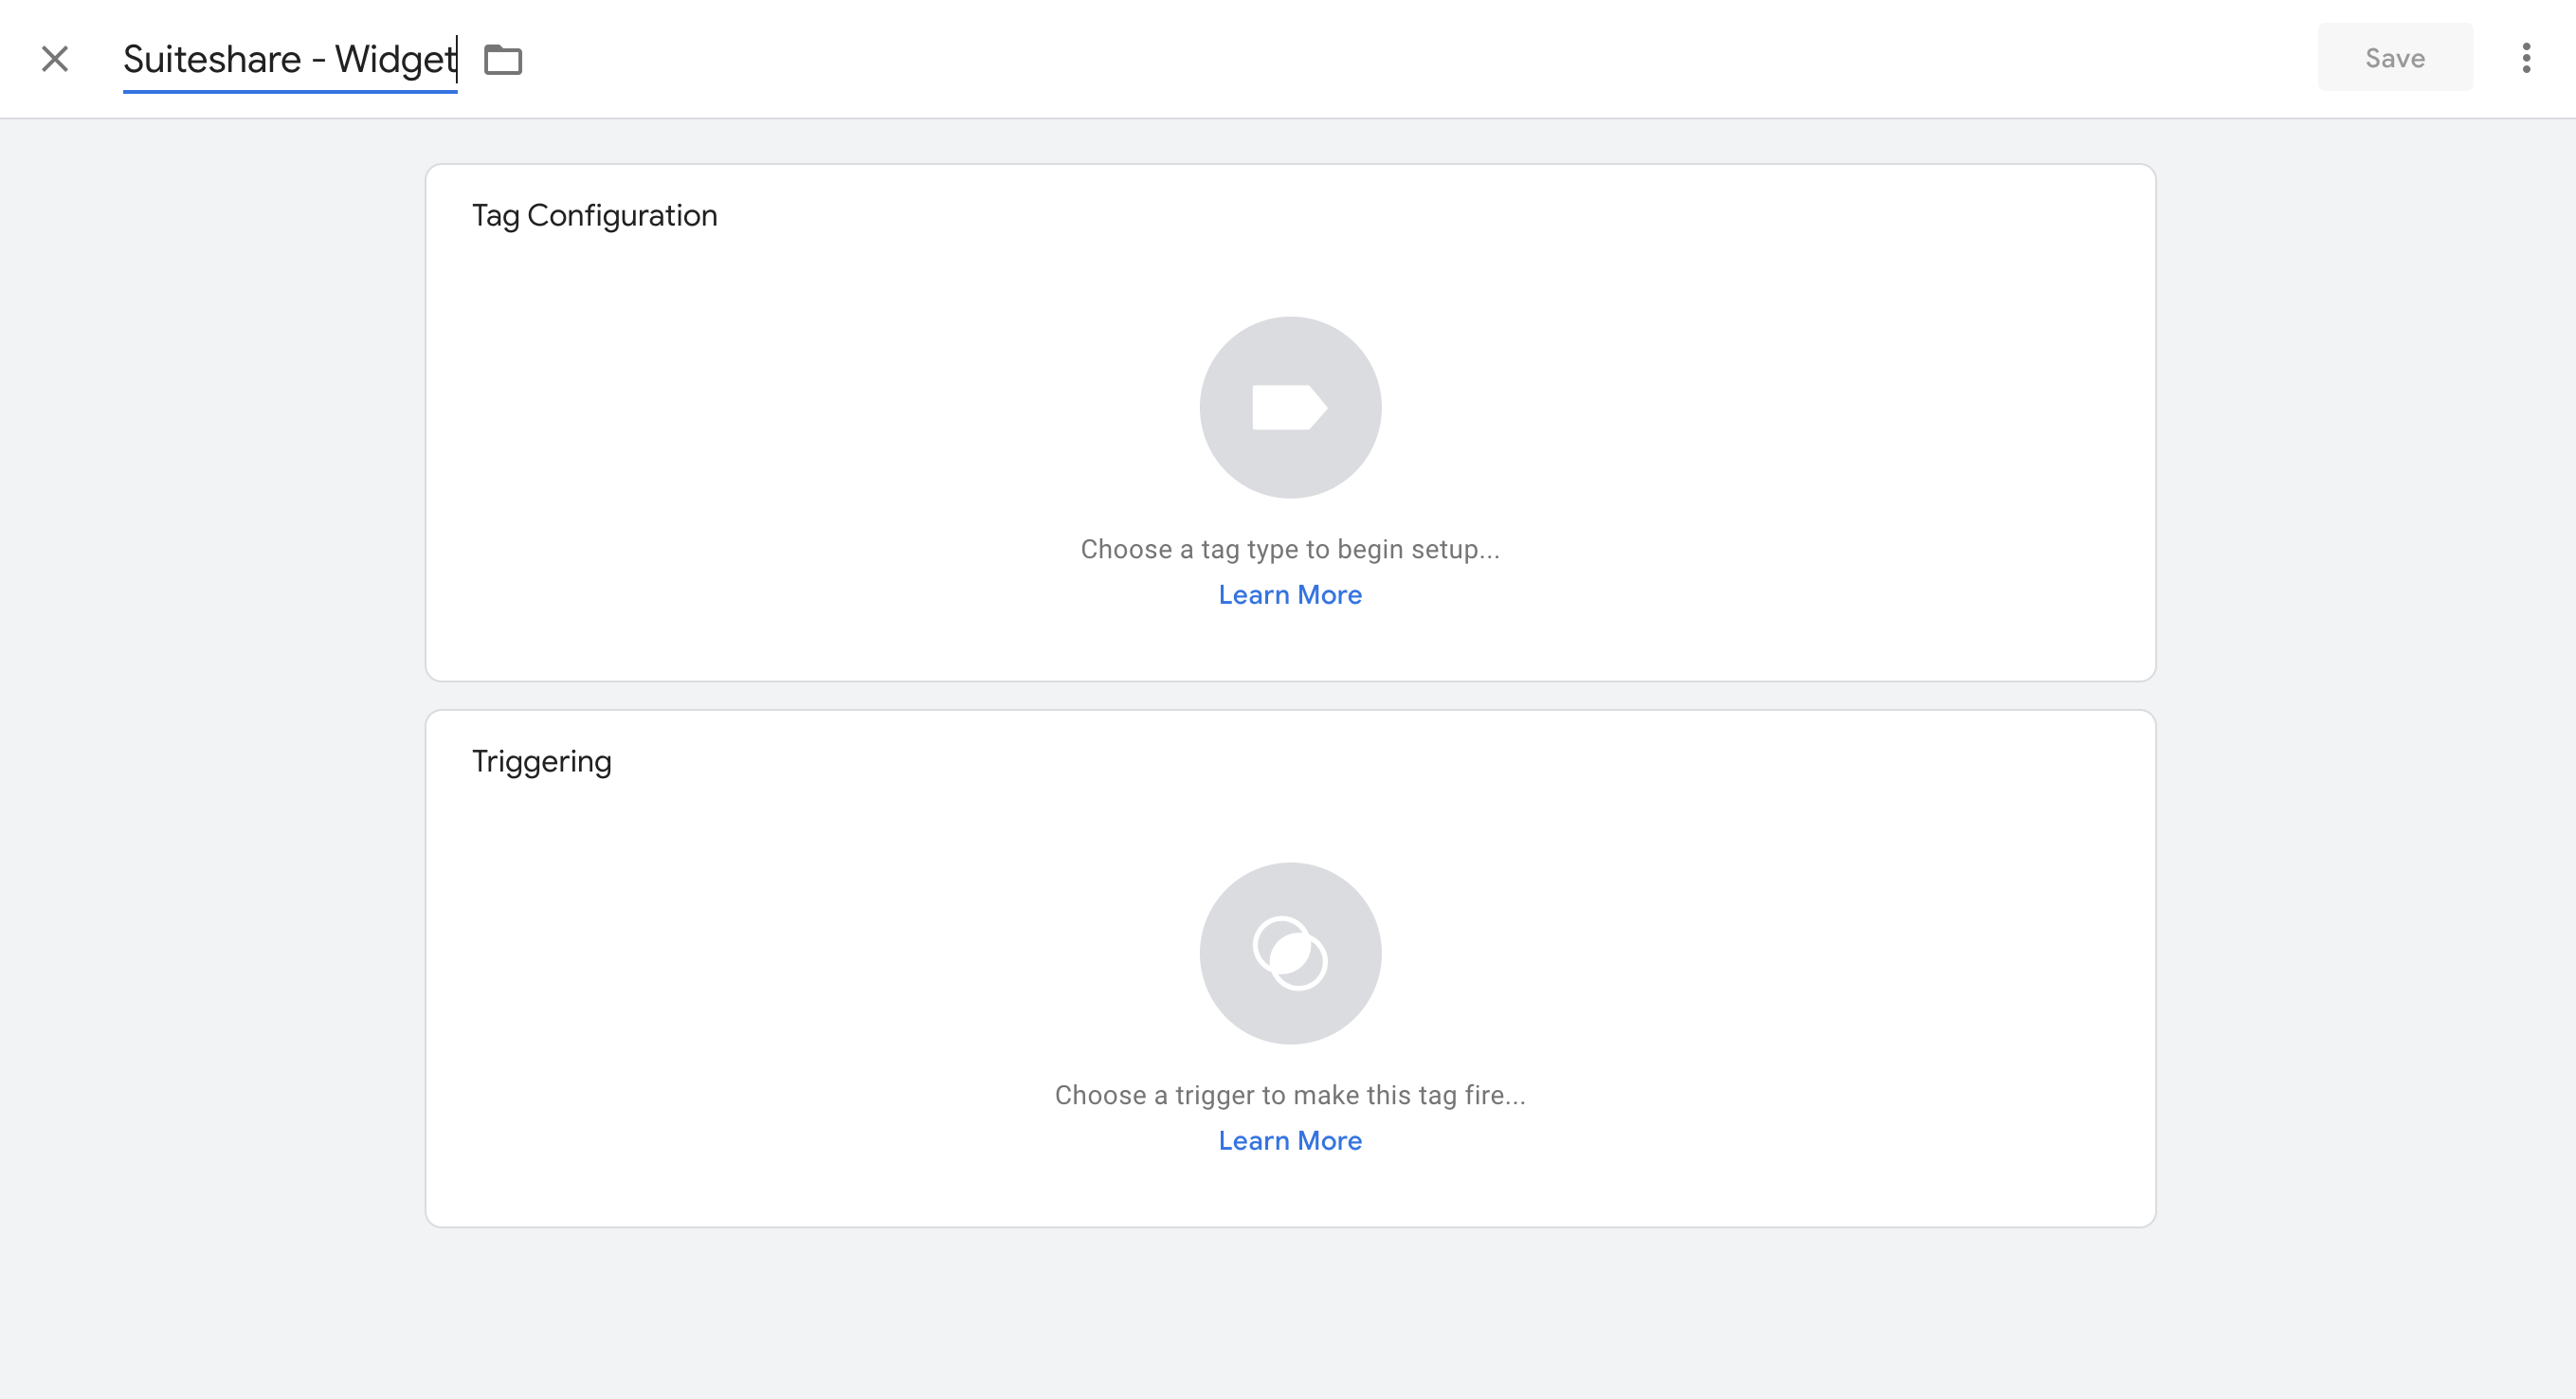 Suiteshare - Widget
Save
Tag Configuration
Choose a tag type to begin setup...
Learn More
Triggering
Choose a trigger to make this tag fire...
Learn More